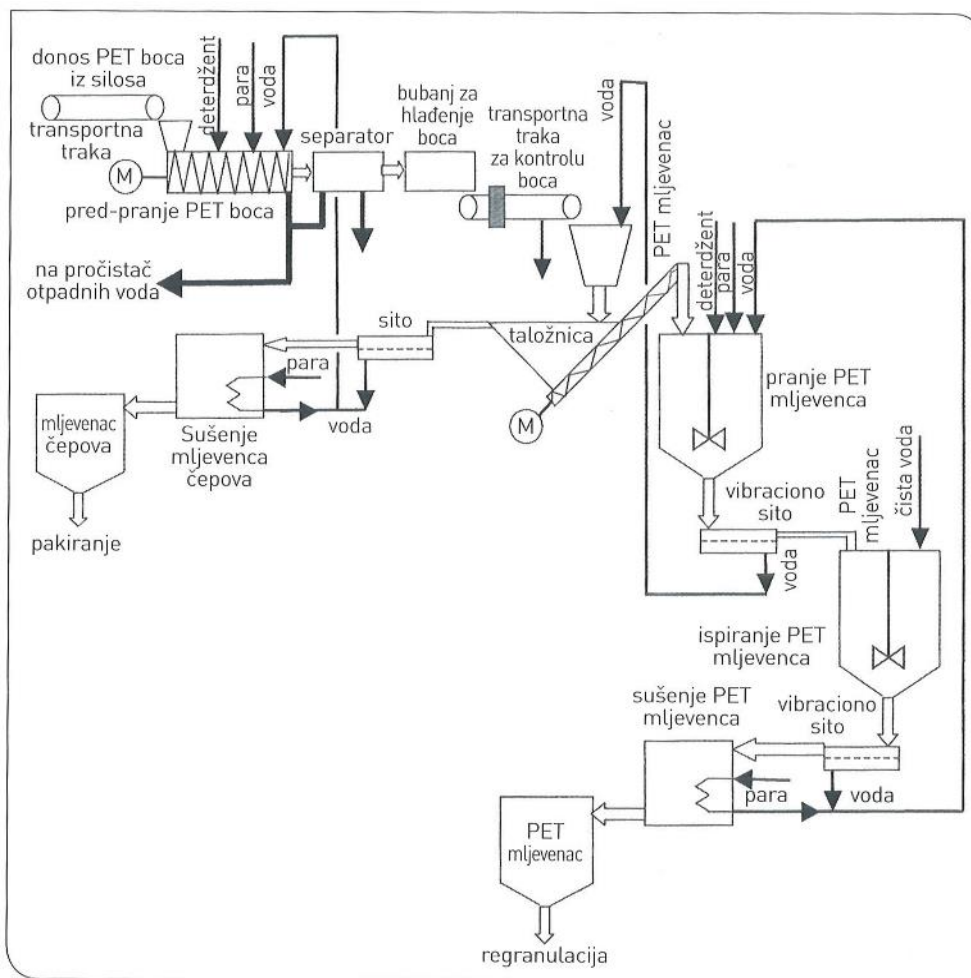 donos PET boca
iz silosa
transportna
traka
M
deterdžent
para
voda
separator
bubanj za
hlađenje
boca
transportna
traka
za kontrolu
boca
voda
PET mljevenac
pred-pranje PET boca
na pročistač
otpadnih voda
sito
taložnica
M
deterdžent
para
voda
pranje PET
mljevenca
para
voda
Sušenje
mljevenca
čepova
mljevenac
čepova
pakiranje
vibraciono
sito
voda
PET
mljevenac
čista voda
ispiranje PET
mljevenca
vibraciono
sito
sušenje PET
mljevenca
para
voda
PET
mljevenac
regranulacija